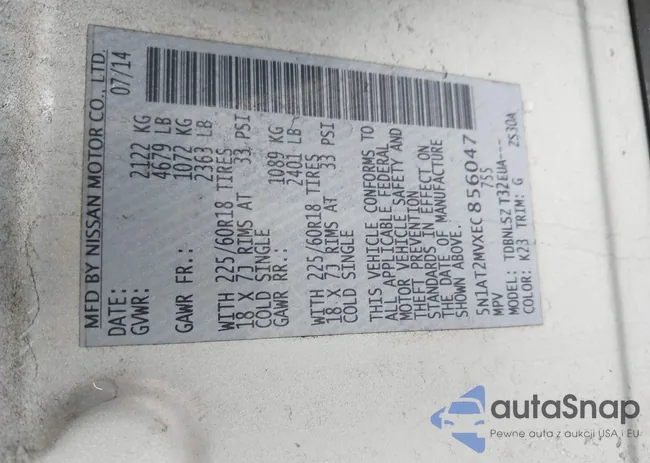 MFD BY NISSAN MOTOR CO., LTD.
DATE: 07/14
GVWR: 2122 KG
4679 LB
GAWR FR.: 1072 KG
2363 LB
WITH 225/60R18 TIRES
18 X 7J RIMS AT 33 PSI
COLD SINGLE
GAWR RR.: 1089 KG
2401 LB
WITH 225/60R18 TIRES
18 X 7J RIMS AT 33 PSI
COLD SINGLE
THIS VEHICLE CONFORMS TO
ALL APPLICABLE FEDERAL
MOTOR VEHICLE SAFETY AND
THEFT PREVENTION
STANDARDS IN EFFECT ON
THE DATE OF MANUFACTURE
SHOWN ABOVE.
5N1AT2MVXEC856047
MPV 7SS
MODEL: TDBNLSZ T32EUA---
COLOR: K23 TRIM: G ZS30A
autaSnap
Pewne auta z aukcji USA i EU